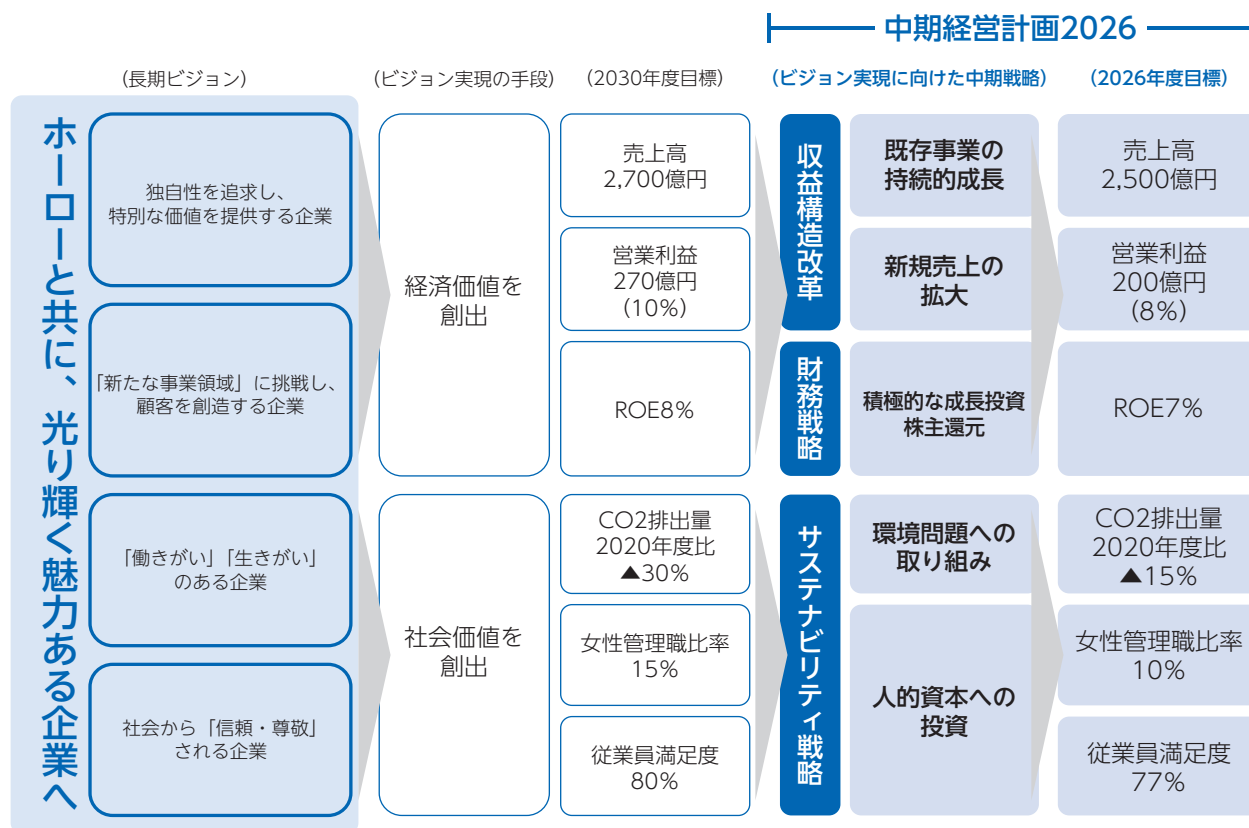 中期経営計画2026
(長期ビジョン)
(ビジョン実現の手段)
(2030年度目標)
(ビジョン実現に向けた中期戦略)
(2026年度目標)
ホーローと共に、光り輝く魅力ある企業へ
独自性を追求し、
特別な価値を提供する企業
「新たな事業領域」に挑戦し、
顧客を創造する企業
「働きがい」「生きがい」
のある企業
社会から「信頼・尊敬」
される企業
経済価値を
創出
社会価値を
創出
売上高
2,700億円
営業利益
270億円
(10%)
ROE8%
CO2排出量
2020年度比
▲30%
女性管理職比率
15%
従業員満足度
80%
収益構造改革
財務戦略
サステナビリティ戦略
既存事業の
持続的成長
新規売上の
拡大
積極的な成長投資
株主還元
環境問題への
取り組み
人的資本への
投資
売上高
2,500億円
営業利益
200億円
(8%)
ROE7%
CO2排出量
2020年度比
▲15%
女性管理職比率
10%
従業員満足度
77%